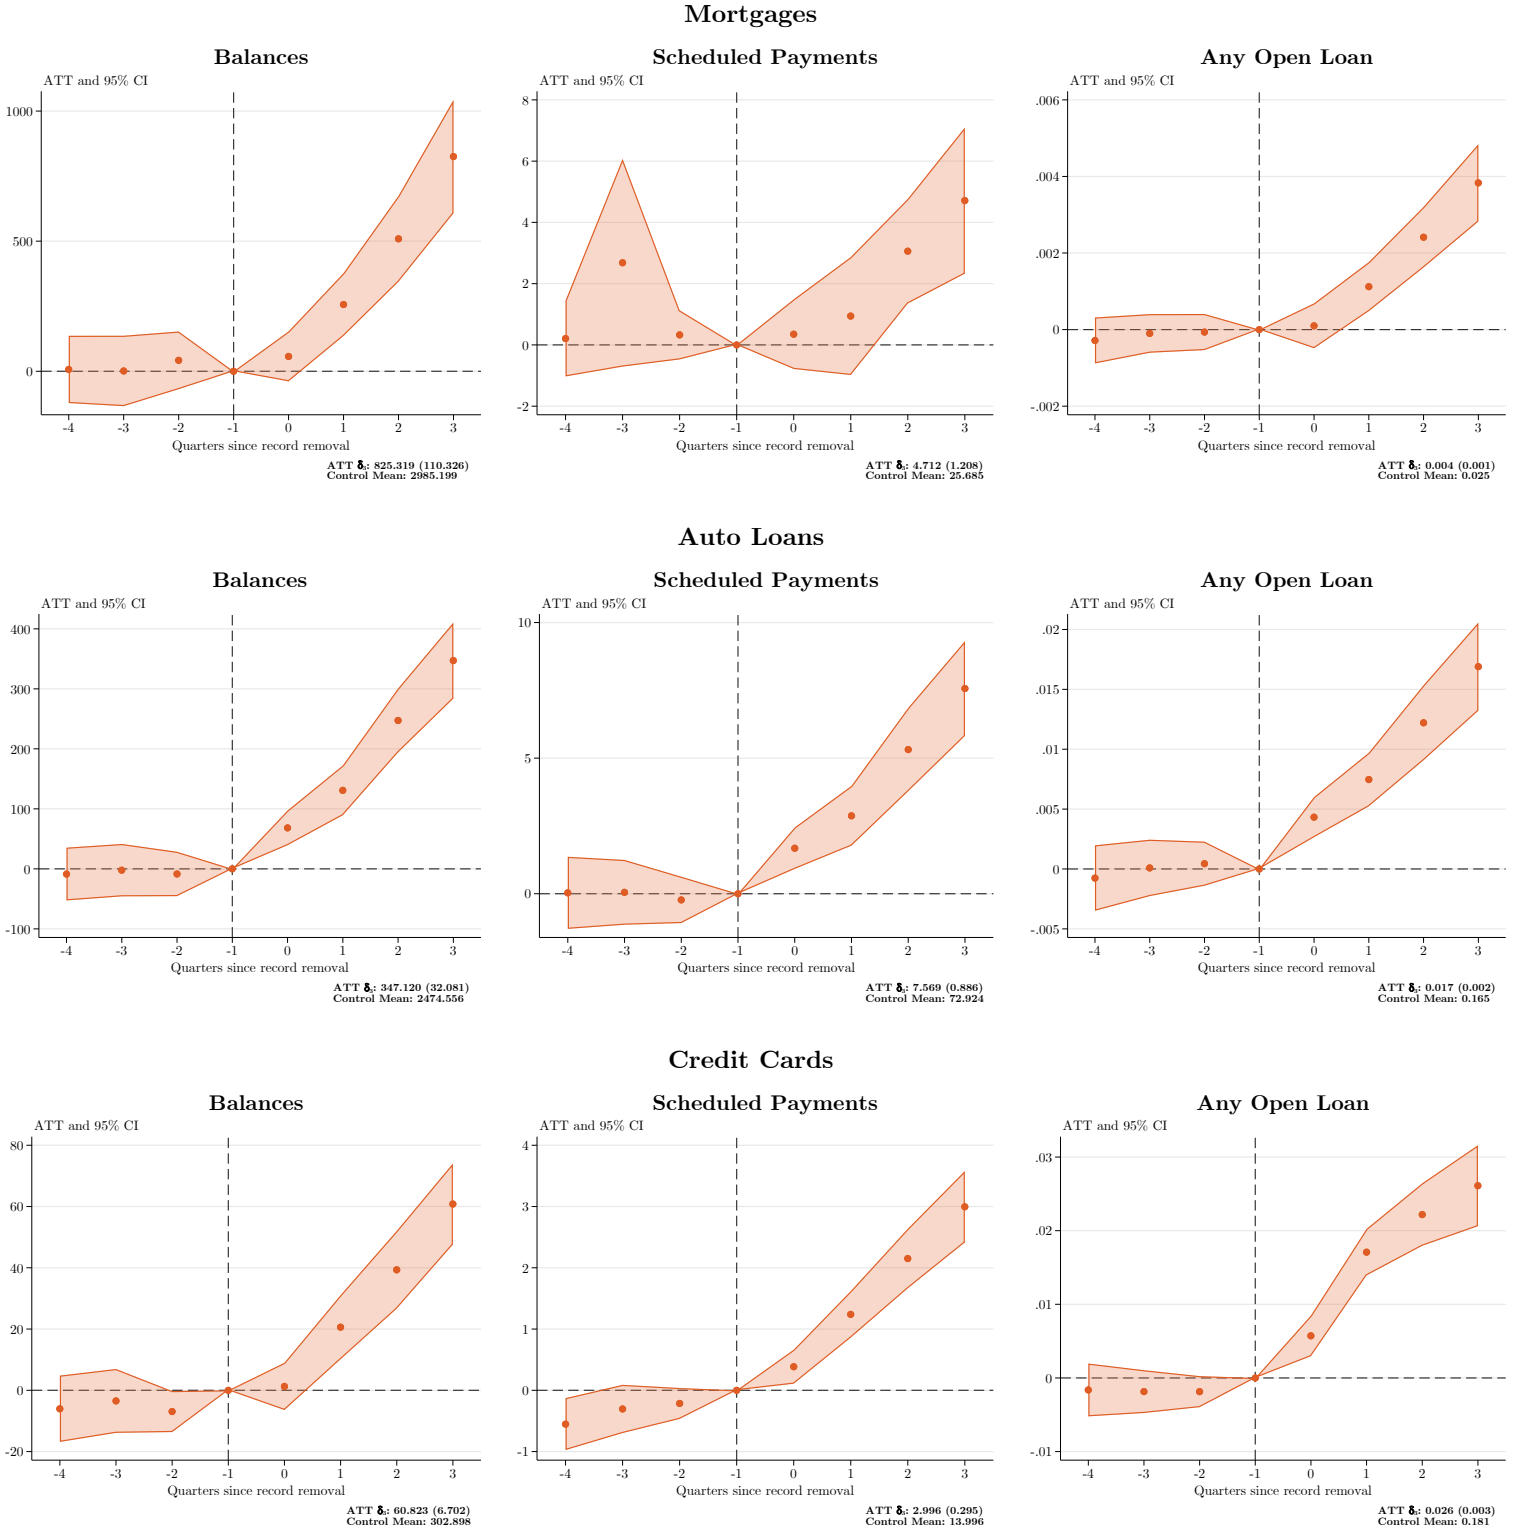 Mortgages
Balances
ATT and 95% CI
1000
500
0
-4 -3 -2 -1 0 1 2 3
Quarters since record removal
ATT δ₃: 825.319 (110.326)
Control Mean: 2985.199
Scheduled Payments
ATT and 95% CI
8
6
4
2
0
-2
-4 -3 -2 -1 0 1 2 3
Quarters since record removal
ATT δ₃: 4.712 (1.208)
Control Mean: 25.685
Any Open Loan
ATT and 95% CI
.006
.004
.002
0
-.002
-4 -3 -2 -1 0 1 2 3
Quarters since record removal
ATT δ₃: 0.004 (0.001)
Control Mean: 0.025
Auto Loans
Balances
ATT and 95% CI
400
300
200
100
0
-100
-4 -3 -2 -1 0 1 2 3
Quarters since record removal
ATT δ₃: 347.120 (32.081)
Control Mean: 2474.556
Scheduled Payments
ATT and 95% CI
10
5
0
-4 -3 -2 -1 0 1 2 3
Quarters since record removal
ATT δ₃: 7.569 (0.886)
Control Mean: 72.924
Any Open Loan
ATT and 95% CI
.02
.015
.01
.005
0
-.005
-4 -3 -2 -1 0 1 2 3
Quarters since record removal
ATT δ₃: 0.017 (0.002)
Control Mean: 0.165
Credit Cards
Balances
ATT and 95% CI
80
60
40
20
0
-20
-4 -3 -2 -1 0 1 2 3
Quarters since record removal
ATT δ₃: 60.823 (6.702)
Control Mean: 302.898
Scheduled Payments
ATT and 95% CI
4
3
2
1
0
-1
-4 -3 -2 -1 0 1 2 3
Quarters since record removal
ATT δ₃: 2.996 (0.295)
Control Mean: 13.996
Any Open Loan
ATT and 95% CI
.03
.02
.01
0
-.01
-4 -3 -2 -1 0 1 2 3
Quarters since record removal
ATT δ₃: 0.026 (0.003)
Control Mean: 0.181